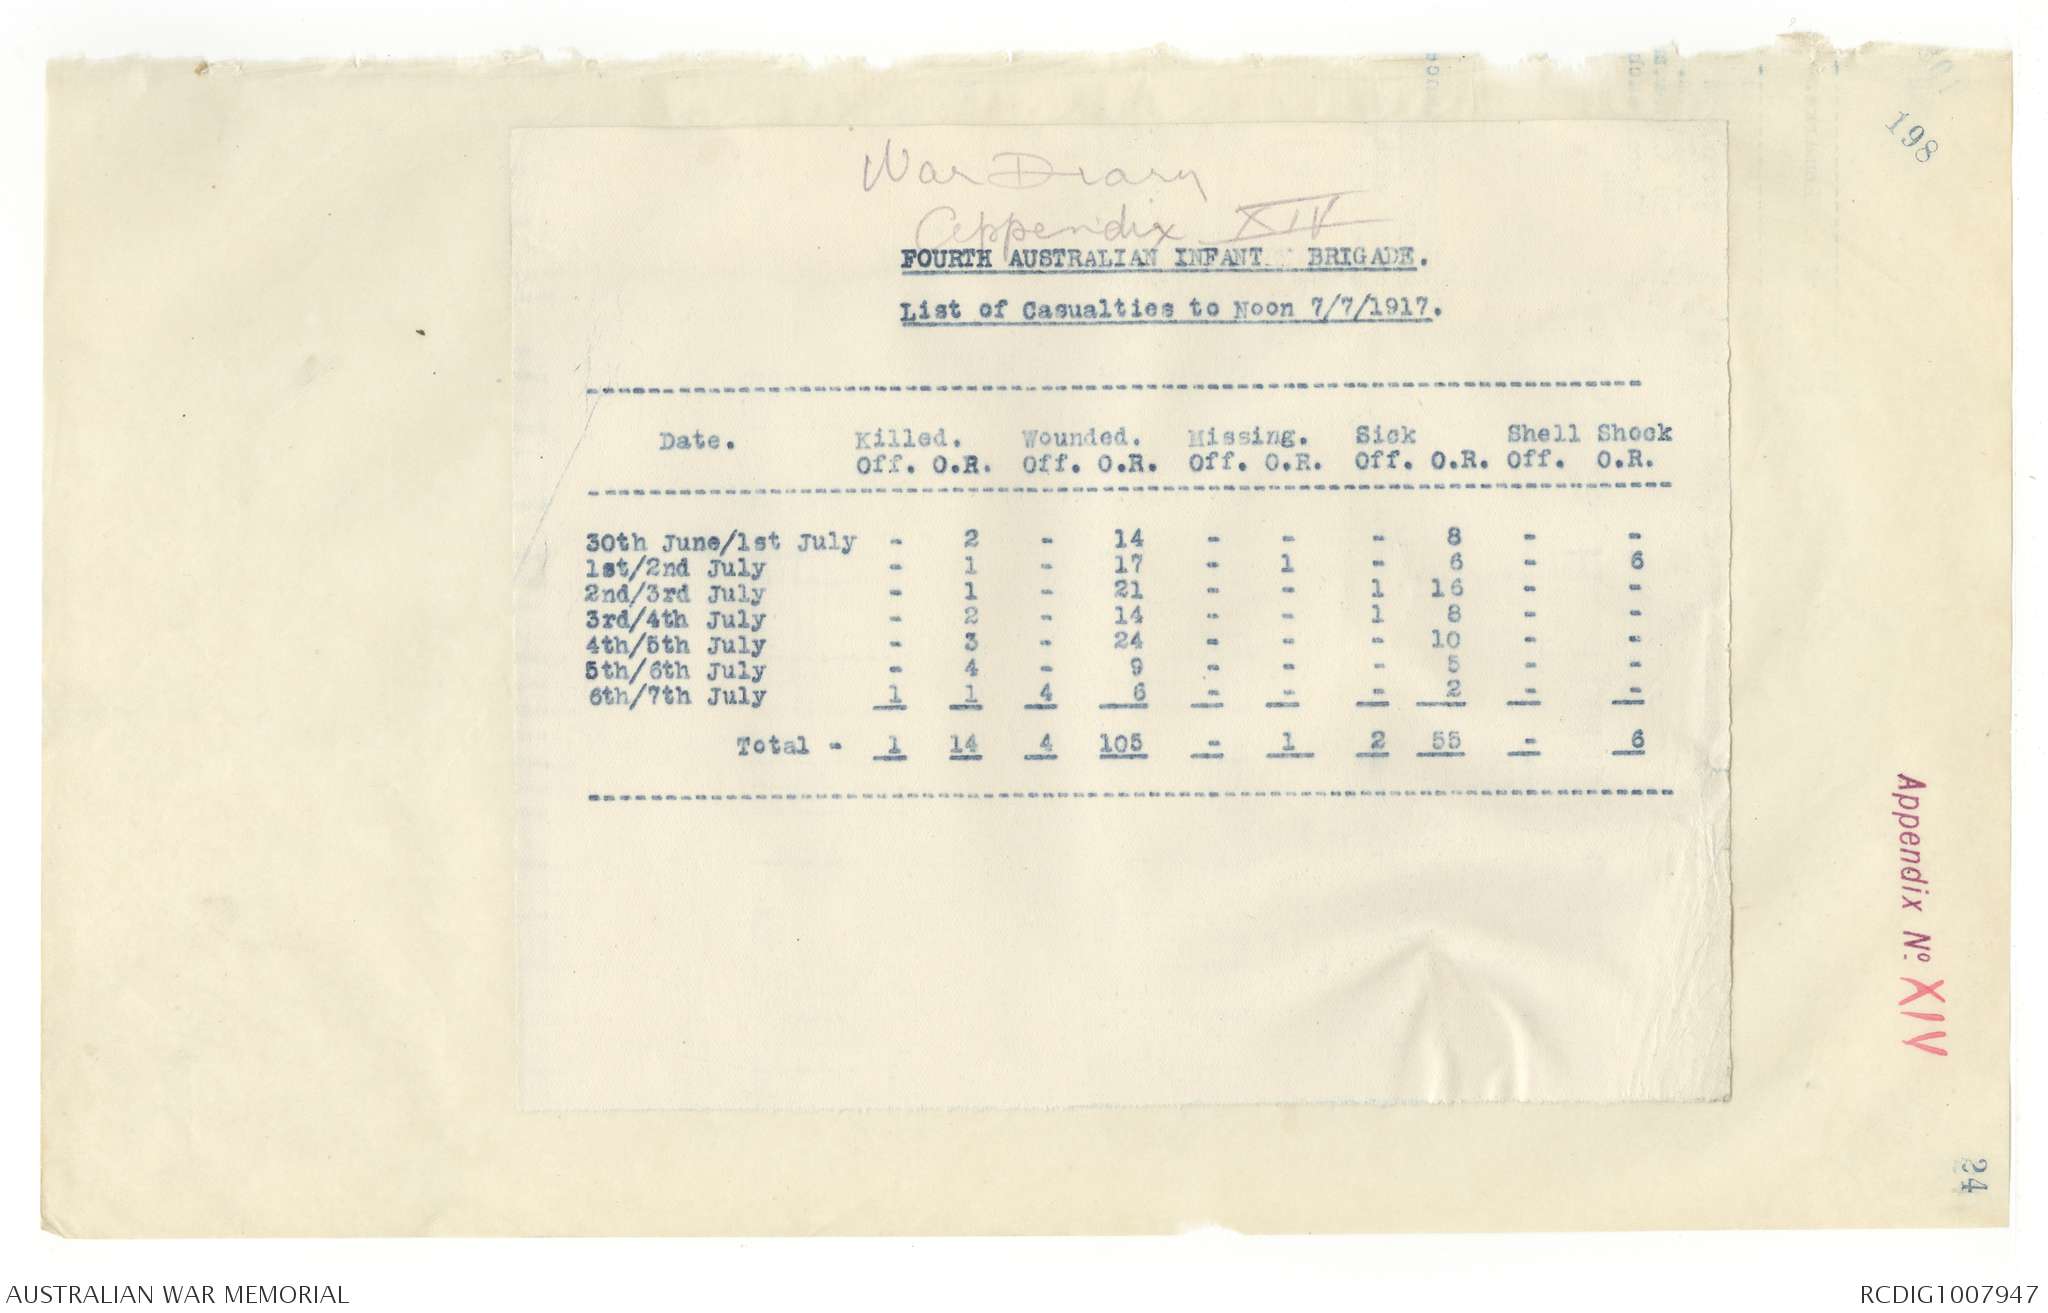 198
War Diary
Appendix XIV
FOURTH AUSTRALIAN INFANT BRIGADE.
List of Casualties to Noon 7/7/1917.
Date. Killed. Wounded. Missing. Sick Shell Shock
Off. O.R. Off. O.R. Off. O.R. Off. O.R. Off. O.R.
30th June/1st July - 2 - 14 - - - 8 - -
1st/2nd July - 1 - 17 - 1 - 6 - 6
2nd/3rd July - 1 - 21 - - 1 16 - -
3rd/4th July - 2 - 14 - - 1 8 - -
4th/5th July - 3 - 24 - - - 10 - -
5th/6th July - 4 - 9 - - - 5 - -
6th/7th July 1 1 4 6 - - - 2 - -
Total - 1 14 4 105 - 1 2 55 - 6
Appendix No. XIV
24
AUSTRALIAN WAR MEMORIAL
RCDIG1007947